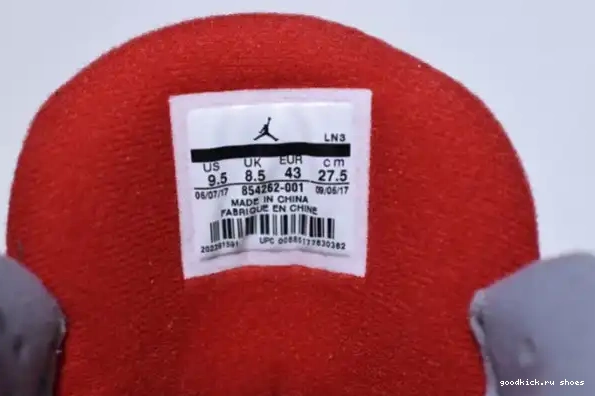 LN3
US UK EUR cm
9.5 8.5 43 27.5
06/07/17 854262-001 09/06/17
MADE IN CHINA
FABRIQUE EN CHINE
UPC
goodkick.ru shoes